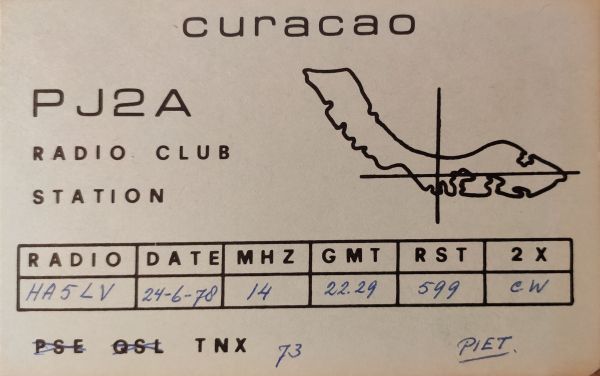 curacao
PJ2A
RADIO CLUB
STATION
RADIO DATE MHZ GMT RST 2X
HA5LV 24-6-78 14 22.29 599 CW
PSE QSL TNX 73 PIET.